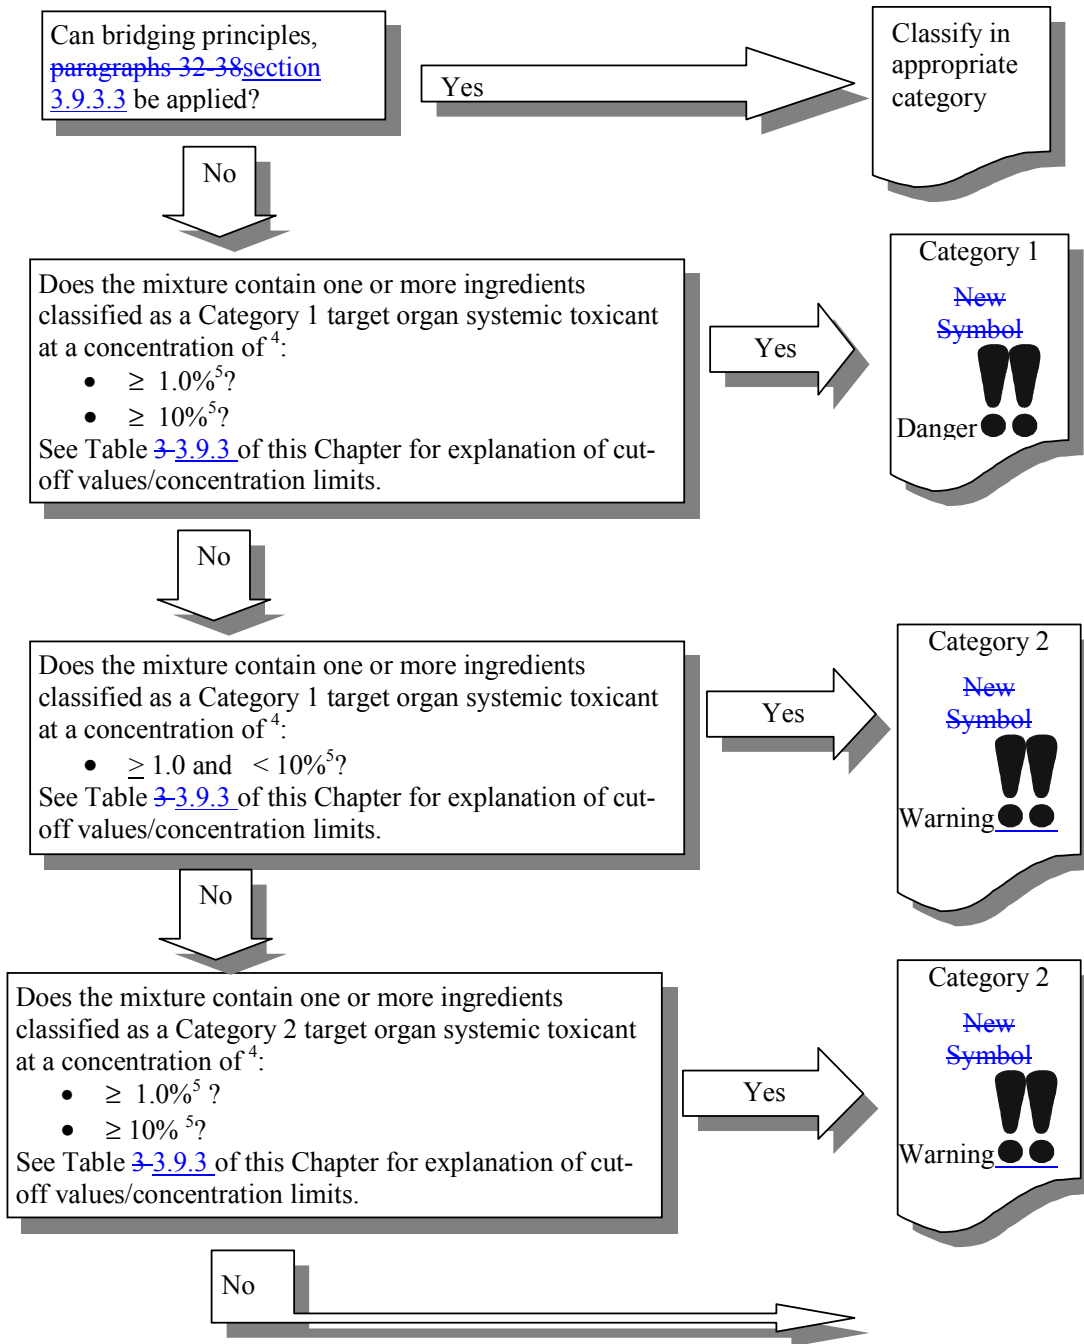 Can bridging principles,
paragraphs 32-38section
3.9.3.3 be applied?
Yes
Classify in
appropriate
category
No
Does the mixture contain one or more ingredients
classified as a Category 1 target organ systemic toxicant
at a concentration of 4:
• ≥ 1.0%5?
• ≥ 10%5?
See Table 3 3.9.3 of this Chapter for explanation of cut-
off values/concentration limits.
Yes
Category 1
New
Symbol
!!
Danger
No
Does the mixture contain one or more ingredients
classified as a Category 1 target organ systemic toxicant
at a concentration of 4:
• ≥ 1.0 and < 10%5?
See Table 3 3.9.3 of this Chapter for explanation of cut-
off values/concentration limits.
Yes
Category 2
New
Symbol
!!
Warning
No
Does the mixture contain one or more ingredients
classified as a Category 2 target organ systemic toxicant
at a concentration of 4:
• ≥ 1.0%5 ?
• ≥ 10% 5?
See Table 3 3.9.3 of this Chapter for explanation of cut-
off values/concentration limits.
Yes
Category 2
New
Symbol
!!
Warning
No